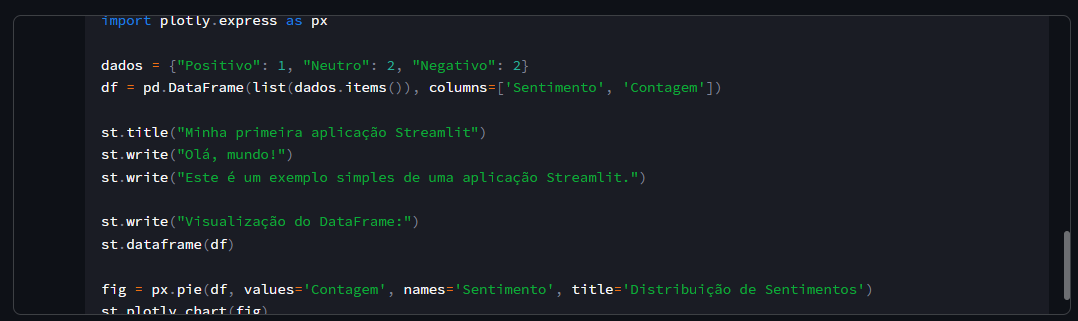 import plotly.express as px
dados = {"Positivo": 1, "Neutro": 2, "Negativo": 2}
df = pd.DataFrame(list(dados.items()), columns=['Sentimento', 'Contagem'])
st.title("Minha primeira aplicação Streamlit")
st.write("Olá, mundo!")
st.write("Este é um exemplo simples de uma aplicação Streamlit.")
st.write("Visualização do DataFrame:")
st.dataframe(df)
fig = px.pie(df, values='Contagem', names='Sentimento', title='Distribuição de Sentimentos')
st.plotly_chart(fig)